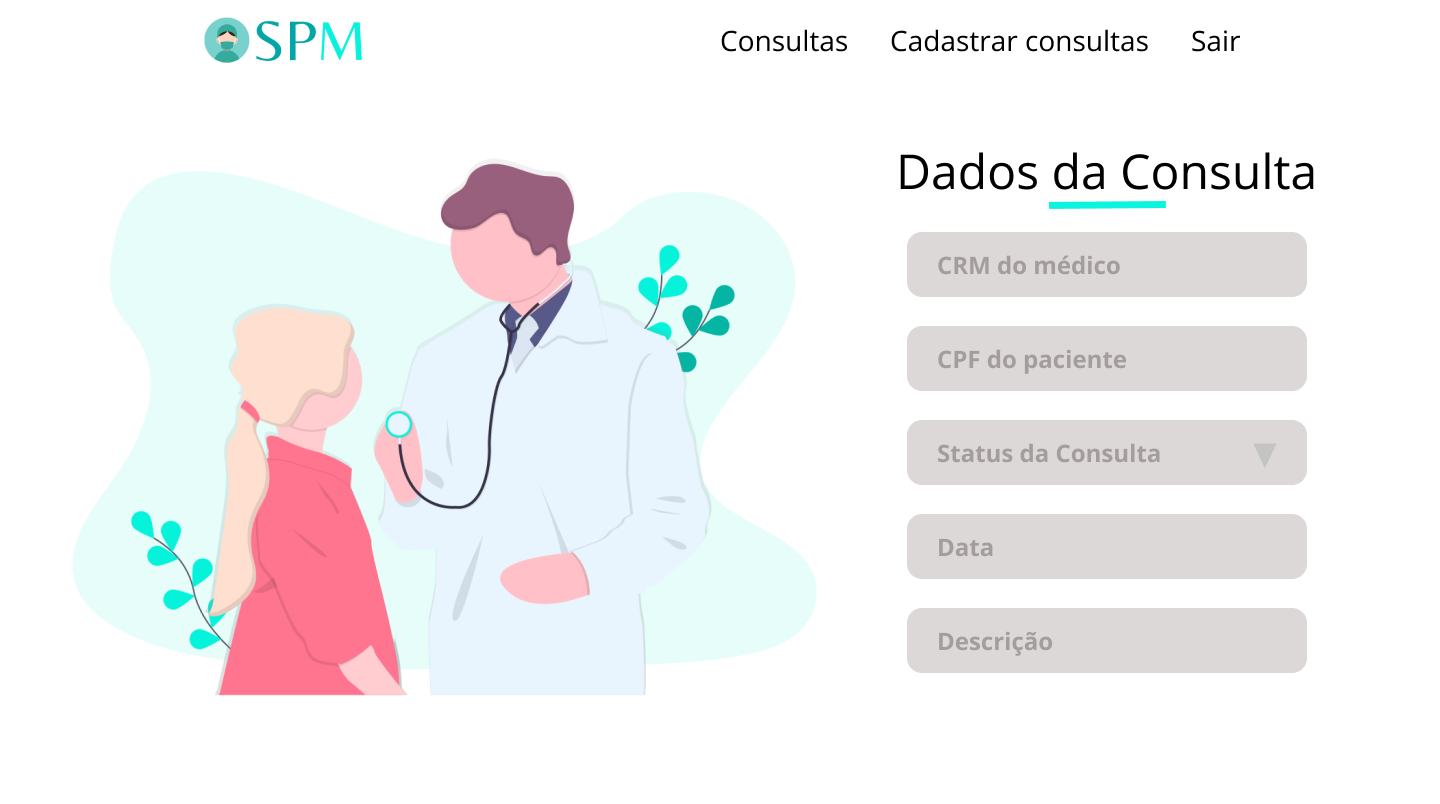 SPM
Consultas Cadastrar consultas Sair
Dados da Consulta
CRM do médico
CPF do paciente
Status da Consulta
Data
Descrição